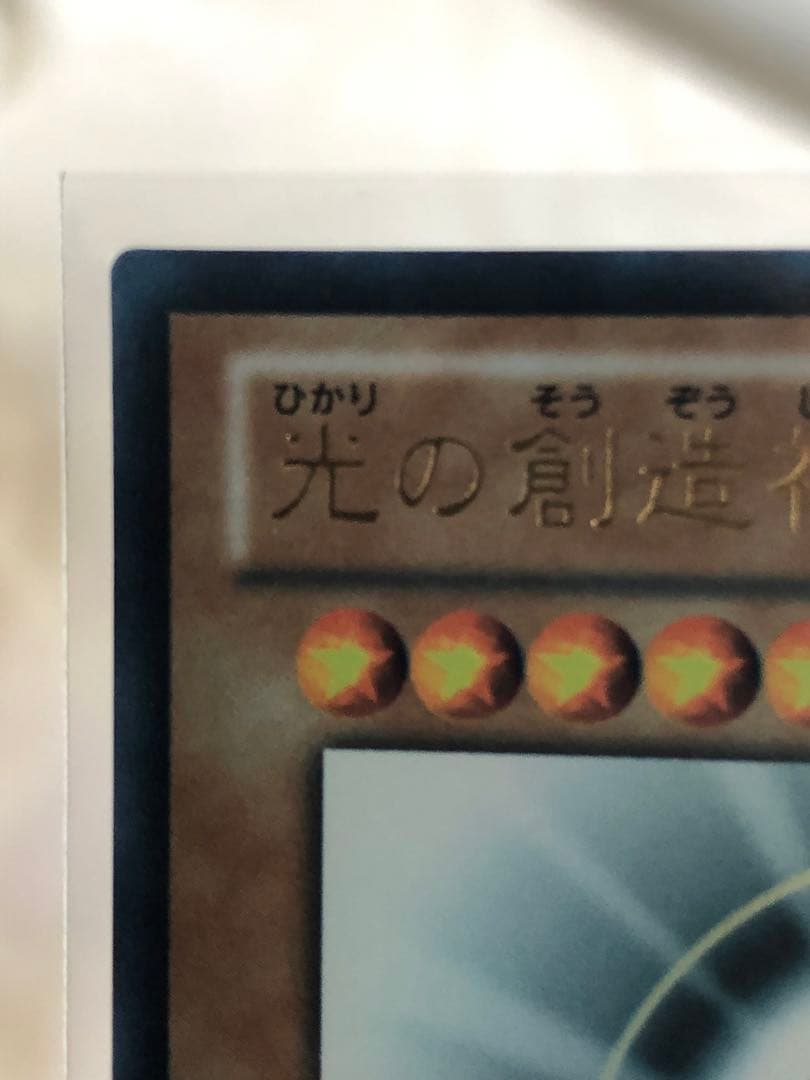 ひかり そう ぞう
光の創造